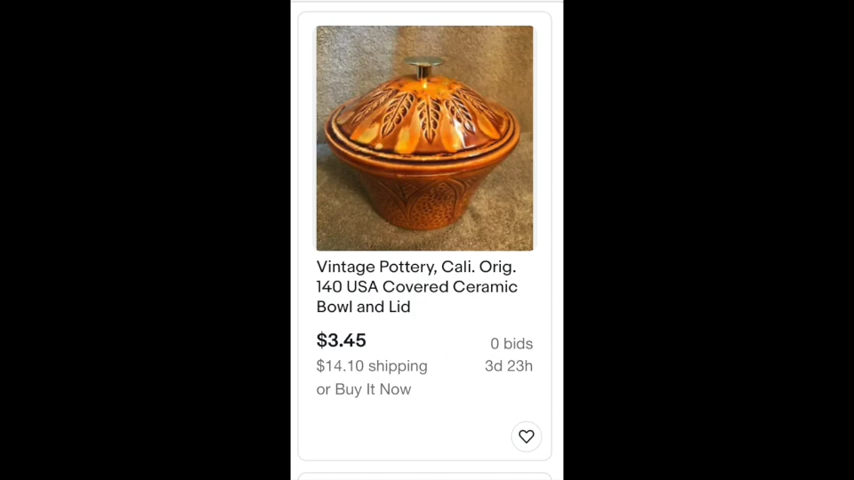 Vintage Pottery, Cali. Orig.
140 USA Covered Ceramic
Bowl and Lid
$3.45
0 bids
$14.10 shipping
3d 23h
or Buy It Now